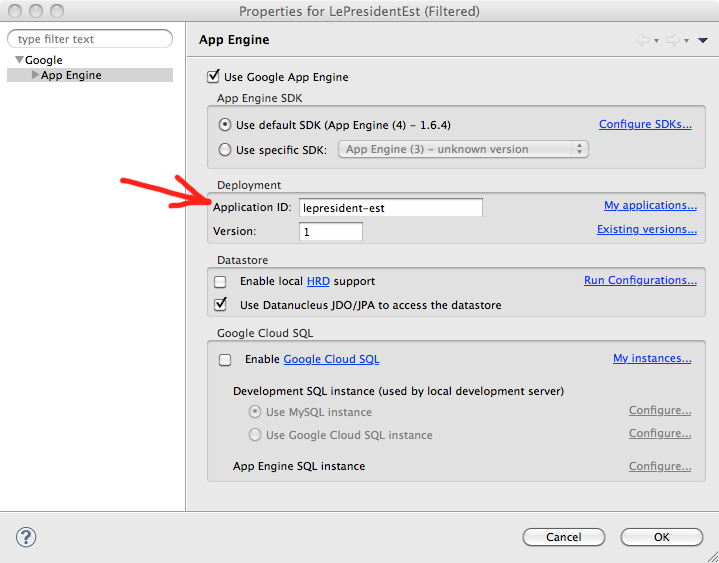 Properties for LePresidentEst (Filtered)
type filter text
Google
App Engine
App Engine
Use Google App Engine
App Engine SDK
Use default SDK (App Engine (4) - 1.6.4)
Configure SDKs...
Use specific SDK:
App Engine (3) - unknown version
Deployment
Application ID:
lepresident-est
My applications...
Version:
1
Existing versions...
Datastore
Enable local HRD support
Run Configurations...
Use Datanucleus JDO/JPA to access the datastore
Google Cloud SQL
Enable Google Cloud SQL
My instances...
Development SQL instance (used by local development server)
Use MySQL instance
Configure...
Use Google Cloud SQL instance
Configure...
App Engine SQL instance
Configure...
?
Cancel
OK